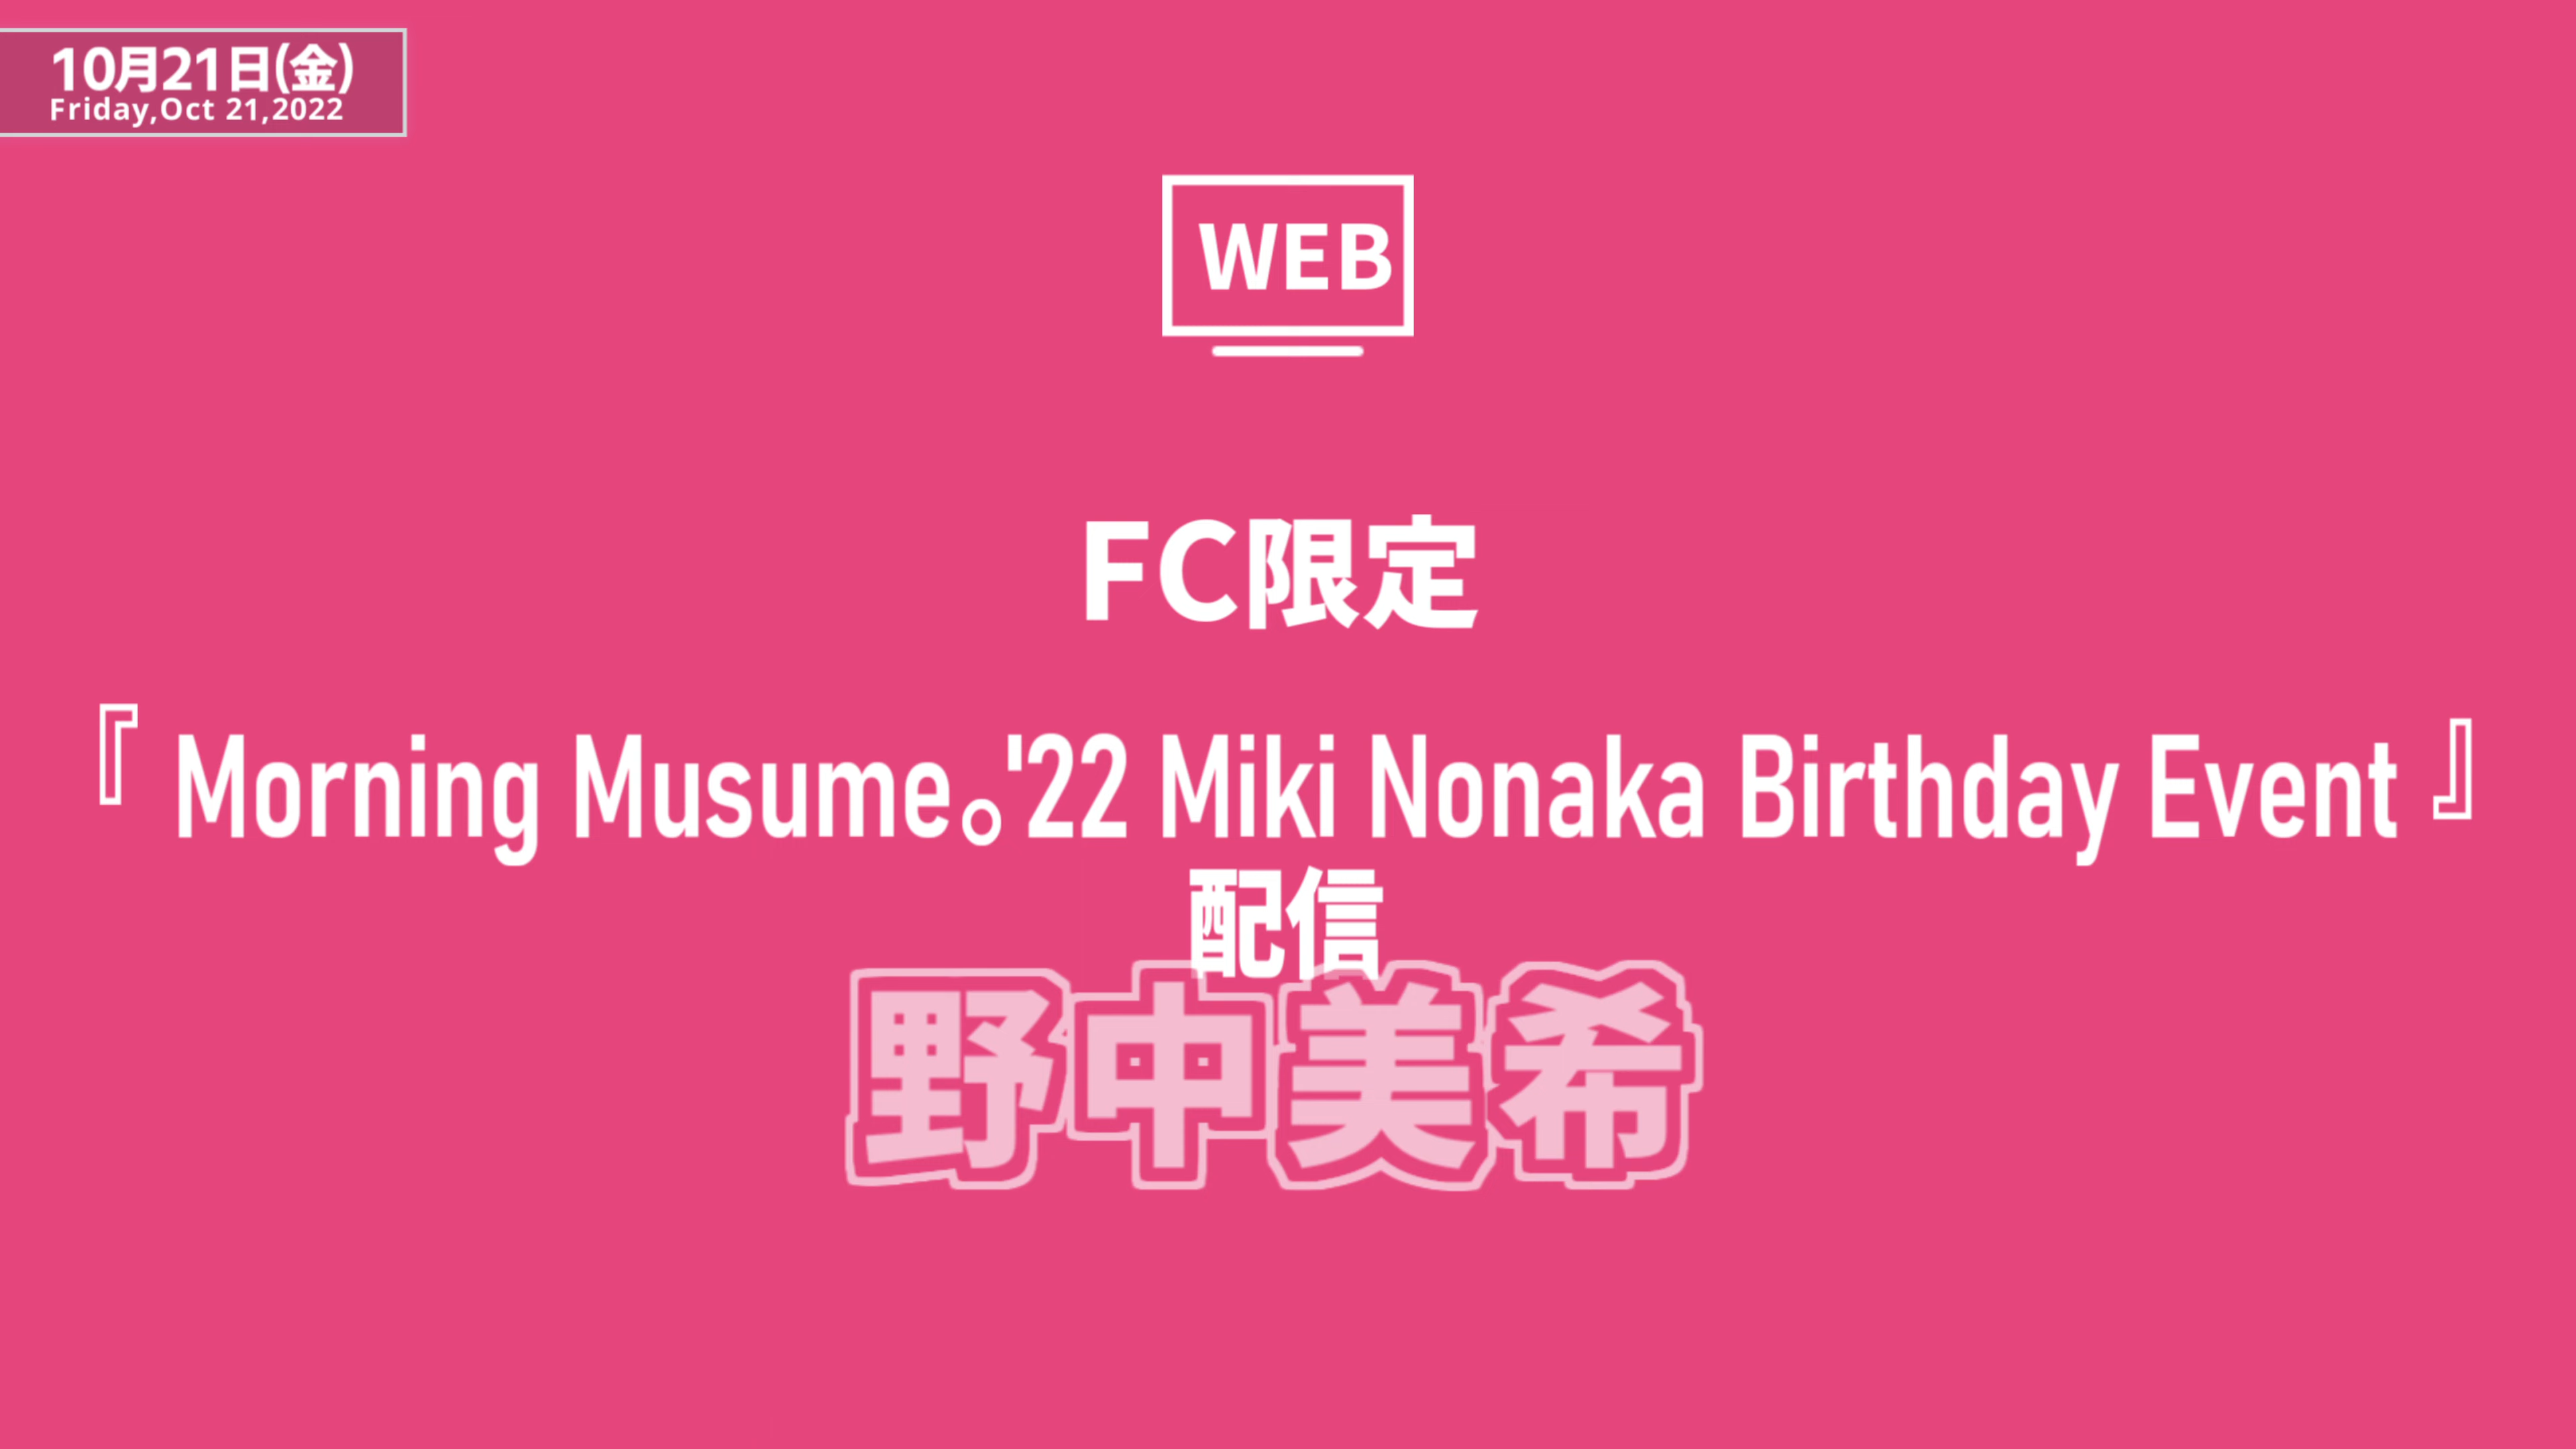 10月21日(金)
Friday,Oct 21,2022
WEB
FC限定
『Morning Musume。'22 Miki Nonaka Birthday Event』
配信
野中美希